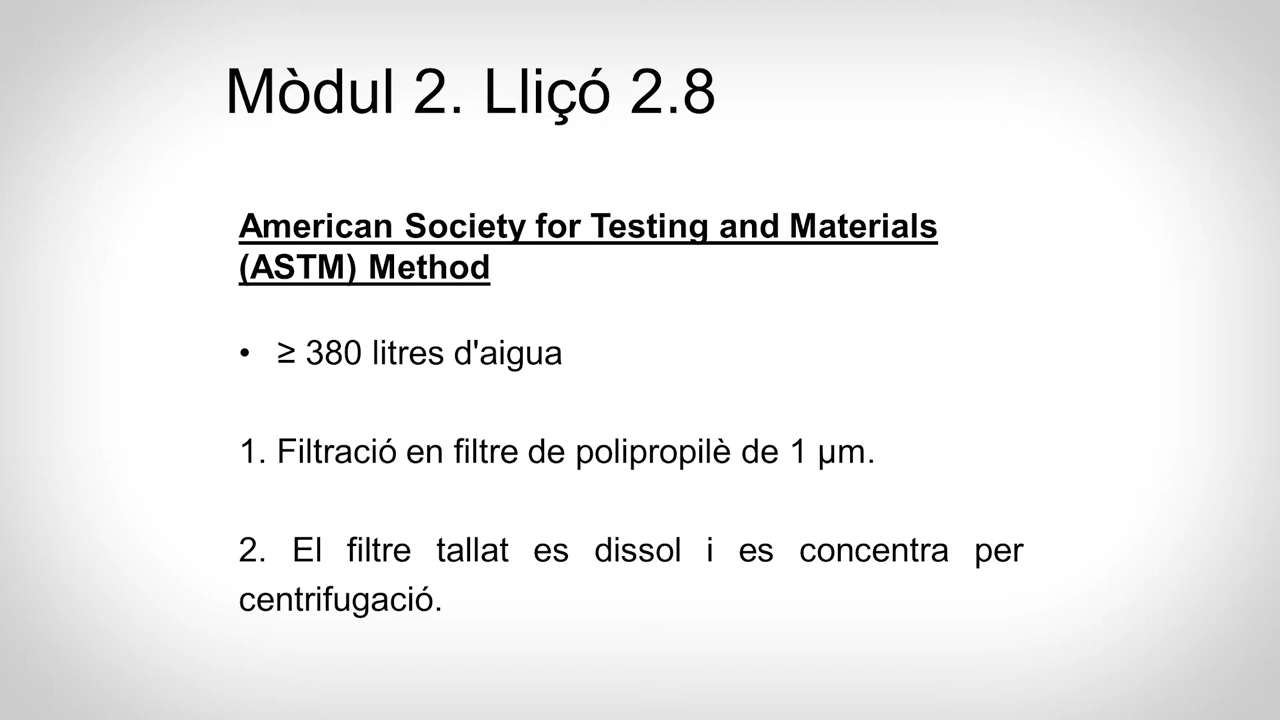 Mòdul 2. Lliçó 2.8
American Society for Testing and Materials
(ASTM) Method
• ≥ 380 litres d'aigua
1. Filtració en filtre de polipropilè de 1 µm.
2. El filtre tallat es dissol i es concentra per
centrifugació.